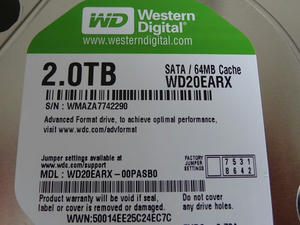 WD Western
Digital®
www.westerndigital.com
2.0TB
SATA / 64MB Cache
WD20EARX
S/N : WMAZA7742290
Advanced Format drive, to achieve optimal performance,
visit www.wdc.com/advformat
Jumper settings available at
www.wdc.com/support
FACTORY
JUMPER
SETTINGS
7 5 3 1
8 6 4 2
MDL : WD20EARX-00PASB0
Do not cover
any drive holes.
Warranty void if any
label or cover is removed or damaged.
WWN:50014EE25C24EC7C